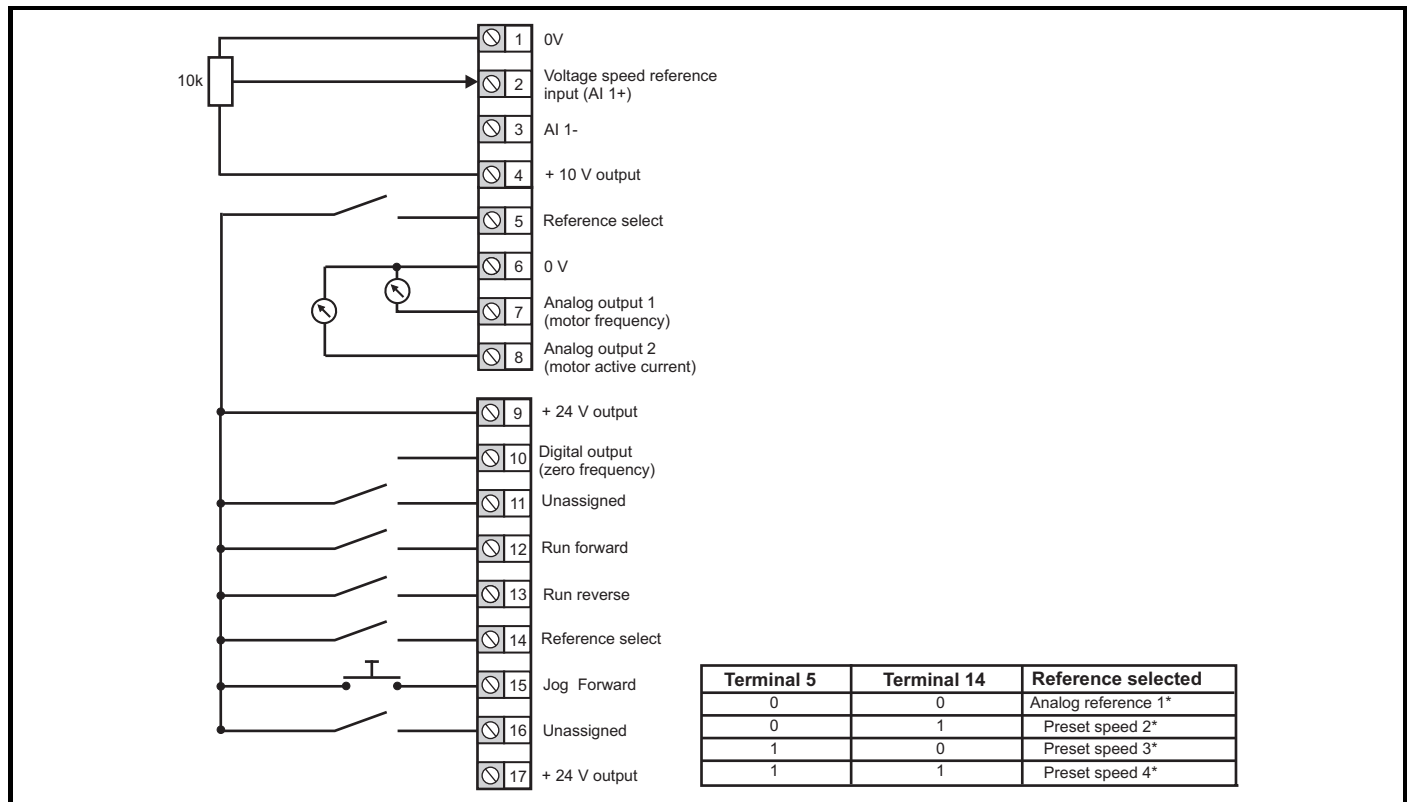 10k
1 0V
2 Voltage speed reference
input (AI 1+)
3 AI 1-
4 + 10 V output
5 Reference select
6 0 V
7 Analog output 1
(motor frequency)
8 Analog output 2
(motor active current)
9 + 24 V output
10 Digital output
(zero frequency)
11 Unassigned
12 Run forward
13 Run reverse
14 Reference select
15 Jog Forward
16 Unassigned
17 + 24 V output
Terminal 5 Terminal 14 Reference selected
0 0 Analog reference 1*
0 1 Preset speed 2*
1 0 Preset speed 3*
1 1 Preset speed 4*